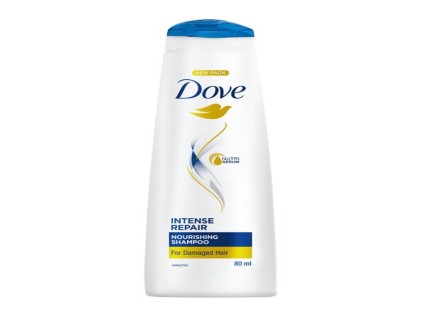 NEW PACK
Dove
NUTRI
SERUM
INTENSE
REPAIR
NOURISHING
SHAMPOO
For Damaged Hair
80 ml